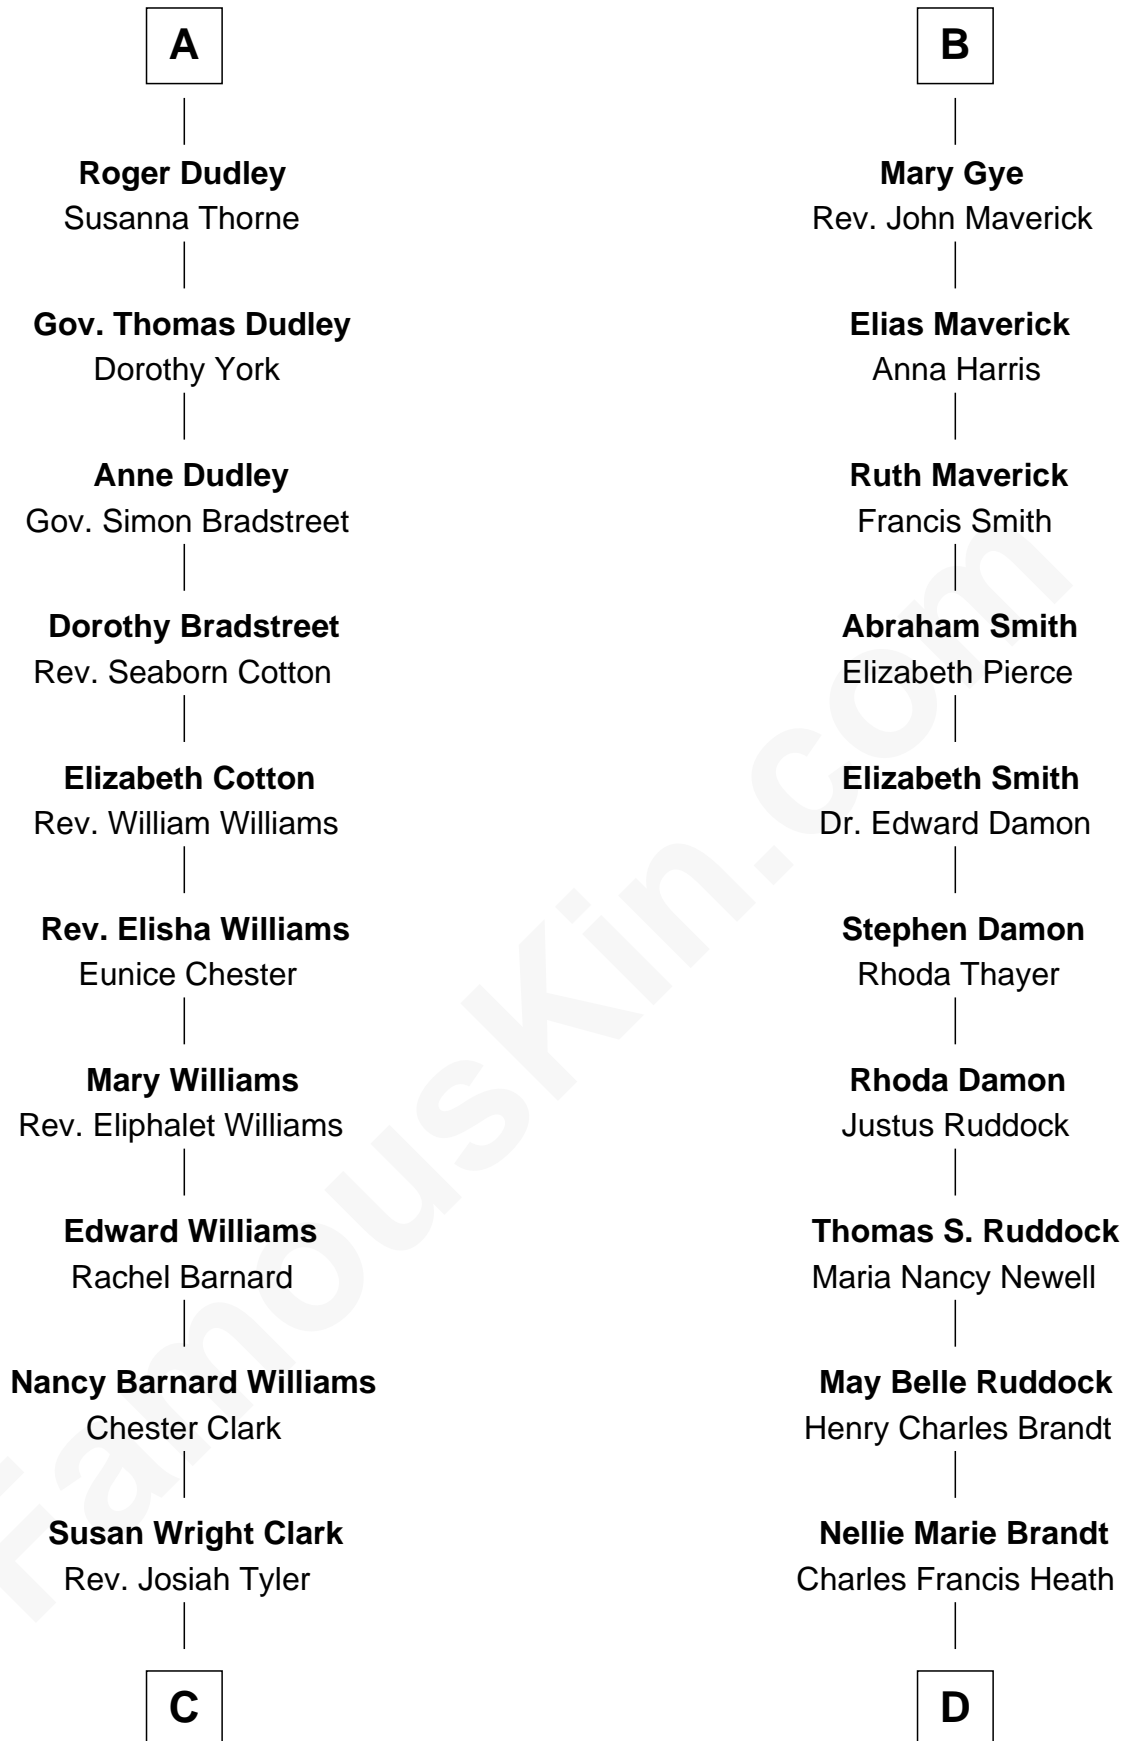 A
Roger Dudley
Susanna Thorne
Gov. Thomas Dudley
Dorothy York
Anne Dudley
Gov. Simon Bradstreet
Dorothy Bradstreet
Rev. Seaborn Cotton
Elizabeth Cotton
Rev. William Williams
Rev. Elisha Williams
Eunice Chester
Mary Williams
Rev. Eliphalet Williams
Edward Williams
Rachel Barnard
Nancy Barnard Williams
Chester Clark
Susan Wright Clark
Rev. Josiah Tyler
C
B
Mary Gye
Rev. John Maverick
Elias Maverick
Anna Harris
Ruth Maverick
Francis Smith
Abraham Smith
Elizabeth Pierce
Elizabeth Smith
Dr. Edward Damon
Stephen Damon
Rhoda Thayer
Rhoda Damon
Justus Ruddock
Thomas S. Ruddock
Maria Nancy Newell
May Belle Ruddock
Henry Charles Brandt
Nellie Marie Brandt
Charles Francis Heath
D
FamousKin.com